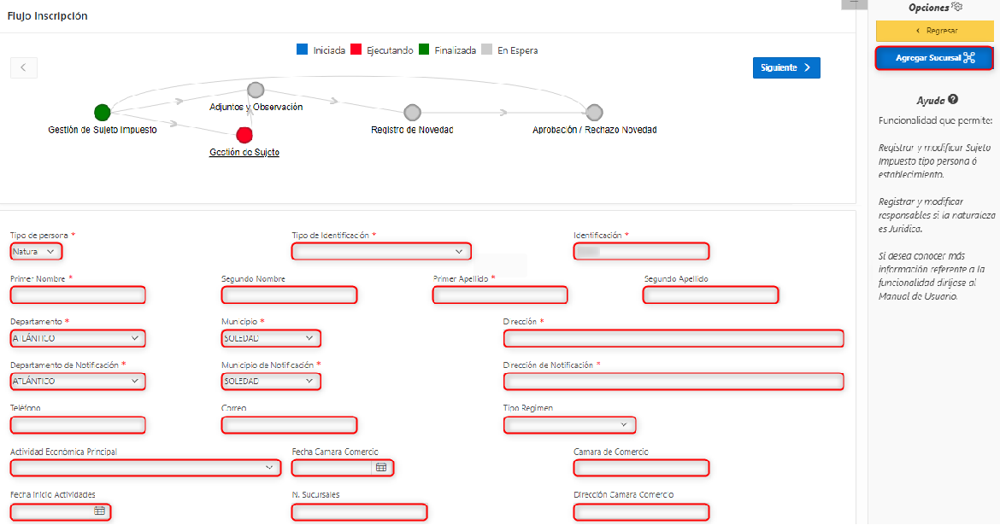 Flujo Inscripción
Iniciada Ejecutando Finalizada En Espera
Siguiente
Adjuntos y Observación
Gestión de Sujeto Impuesto
Registro de Novedad
Aprobación / Rechazo Novedad
Gestión de Sujeto
Tipo de persona *
Tipo de Identificación *
Identificación *
Natura
Primer Nombre *
Segundo Nombre
Primer Apellido *
Segundo Apellido
Departamento *
Municipio *
Dirección *
ATLÁNTICO
SOLEDAD
Departamento de Notificación *
Municipio de Notificación *
Dirección de Notificación *
ATLÁNTICO
SOLEDAD
Teléfono
Correo
Tipo Regimen
Actividad Económica Principal
Fecha Camara Comercio
Camara de Comercio
Fecha Inicio Actividades
N. Sucursales
Dirección Camara Comercio
Opciones
Regresar
Agregar Sucursal
Ayuda
Funcionalidad que permite:
Registrar y modificar Sujeto
Impuesto tipo persona ó
establecimiento.
Registrar y modificar
responsables si la naturaleza
es Juridica.
Si desea conocer más
información referente a la
funcionalidad diríjase al
Manual de Usuario.